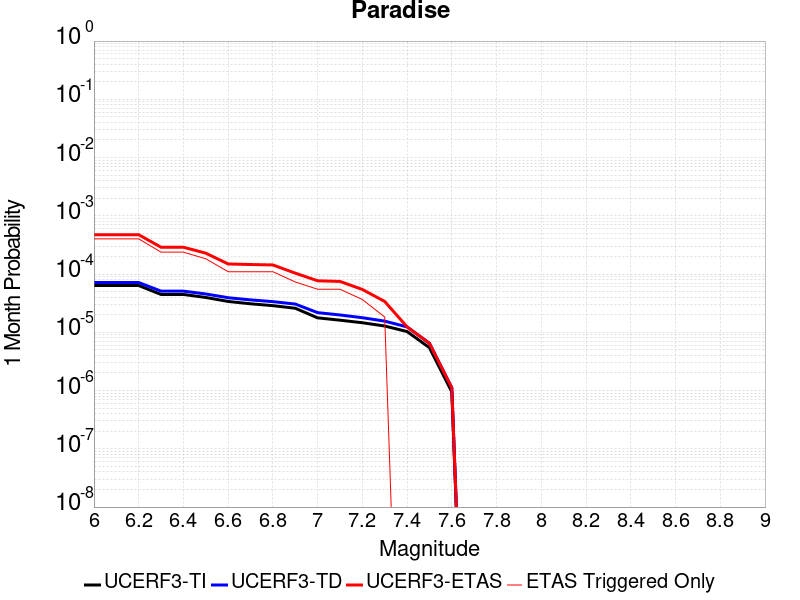 Paradise
1 Month Probability
10^0
10^-1
10^-2
10^-3
10^-4
10^-5
10^-6
10^-7
10^-8
6 6.2 6.4 6.6 6.8 7 7.2 7.4 7.6 7.8 8 8.2 8.4 8.6 8.8 9
Magnitude
UCERF3-TI UCERF3-TD UCERF3-ETAS ETAS Triggered Only